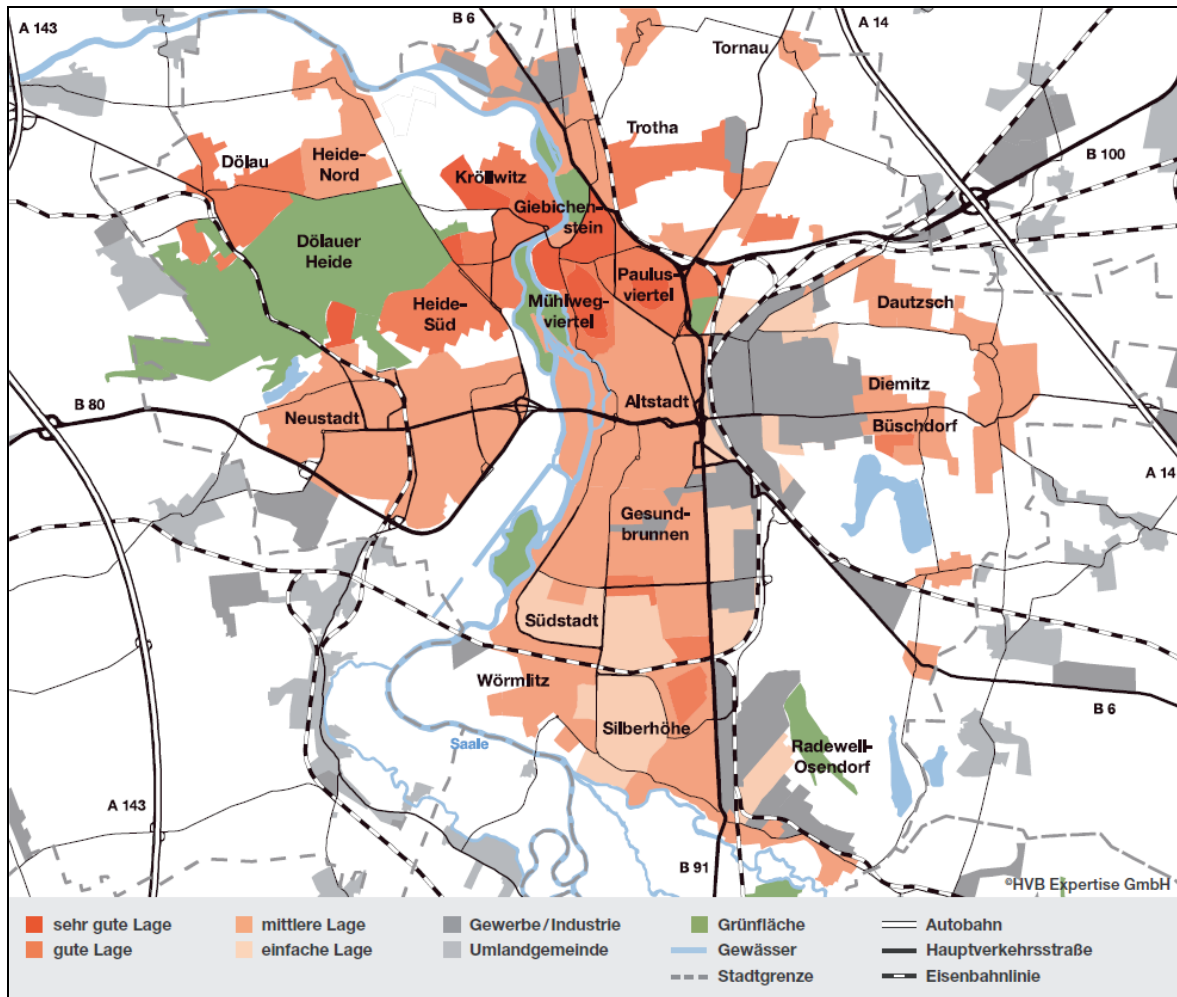 A 143
B 6
A 14
Tornau
Trotha
B 100
Dölau
Heide-
Nord
Kröllwitz
Giebichen-
stein
Dölauer
Heide
Paulus-
viertel
Heide-
Süd
Mühlweg-
viertel
Dautzsch
Diemitz
B 80
Neustadt
Altstadt
Büschdorf
A 14
Gesund-
brunnen
Südstadt
Wörmlitz
Silberhöhe
B 6
Saale
Radewell-
Osendorf
A 143
B 91
©HVB Expertise GmbH
sehr gute Lage
gute Lage
mittlere Lage
einfache Lage
Gewerbe/Industrie
Umlandgemeinde
Grünfläche
Gewässer
Stadtgrenze
Autobahn
Hauptverkehrsstraße
Eisenbahnlinie